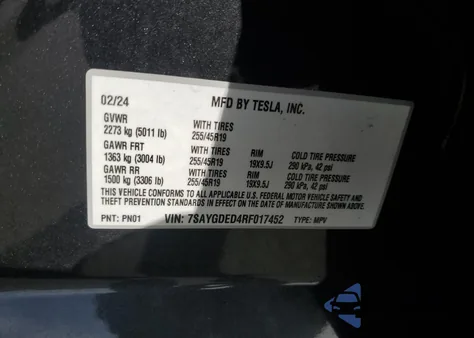 02/24 MFD BY TESLA, INC.
GVWR
2273 kg (5011 lb) WITH TIRES 255/45R19
GAWR FRT WITH TIRES RIM COLD TIRE PRESSURE
1363 kg (3004 lb) 255/45R19 19X9.5J 290 kPa, 42 psi
GAWR RR WITH TIRES RIM COLD TIRE PRESSURE
1500 kg (3306 lb) 255/45R19 19X9.5J 290 kPa, 42 psi
THIS VEHICLE CONFORMS TO ALL APPLICABLE U.S. FEDERAL MOTOR VEHICLE SAFETY AND
THEFT PREVENTION STANDARDS IN EFFECT ON THE DATE OF MANUFACTURE SHOWN ABOVE.
PNT: PN01 VIN: 7SAYGDED4RF017452 TYPE: MPV